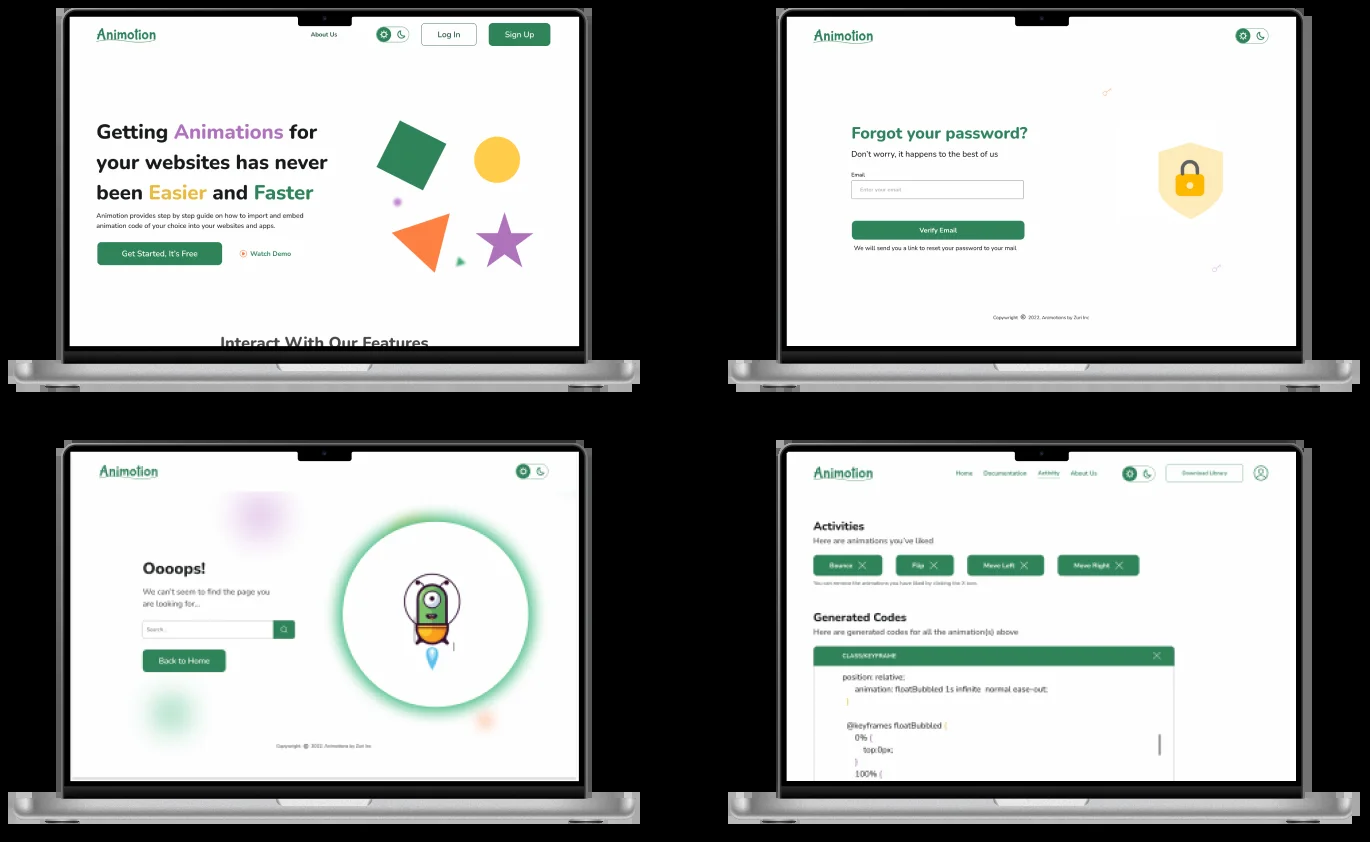 Animotion
About Us
Log In
Sign Up
Getting Animations for
your websites has never
been Easier and Faster
Animotion provides step by step guide on how to import and embed
animation code of your choice into your websites and apps.
Get Started, It's Free
Watch Demo
Interact With Our Features
Animotion
Forgot your password?
Don't worry, it happens to the best of us
Email
Enter your email
Verify Email
We will send you a link to reset your password to your mail
Copywright © 2022. Animotions by Zuri Inc
Animotion
Oooops!
We can't seem to find the page you
are looking for...
Search...
Back to Home
Copywright © 2022. Animotions by Zuri Inc
Animotion
Home
Documentation
Activity
About Us
Download Library
Activities
Here are animations you've liked
Bounce
Flip
Move Left
Move Right
You can remove the animations you have liked by clicking the X icon
Generated Codes
Here are generated codes for all the animation(s) above
CLASS/KEYFRAME
position: relative;
animation: floatBubbled 1s infinite normal ease-out;
}
@keyframes floatBubbled {
0% {
top:0px;
}
100% {